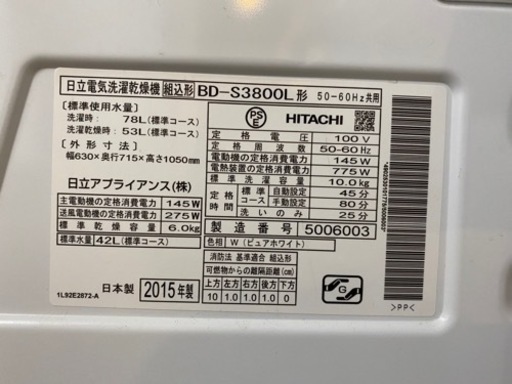 日立電気洗濯乾燥機 組込形 BD-S3800L形 50-60Hz共用
〔標準使用水量〕
洗濯時： 78L（標準コース）
洗濯乾燥時：53L（標準コース）
〔外形寸法〕
幅630×奥行715×高さ1050mm
日立アプライアンス（株）
主電動機の定格消費電力 145W
送風電動機の定格消費電力 275W
標準乾燥容量 6.0kg
標準水量 42L（標準コース）
日本製 2015年製
1L92E2872-A
PSE HITACHI
定格電圧 100V
定格周波数 50-60Hz
電動機の定格消費電力 145W
電熱装置の定格消費電力 775W
標準洗濯容量 10.0kg
標準コース 自動設定 45分
手動設定 80分
洗いのみ 25分
製造番号 5006003
色相 W（ピュアホワイト）
消防法 基準適合 組込形
可燃物からの離隔距離（cm）
上方 左方 右方 前方 後方 下方
10 1.0 1.0 0 1.0 0
G
>PP<